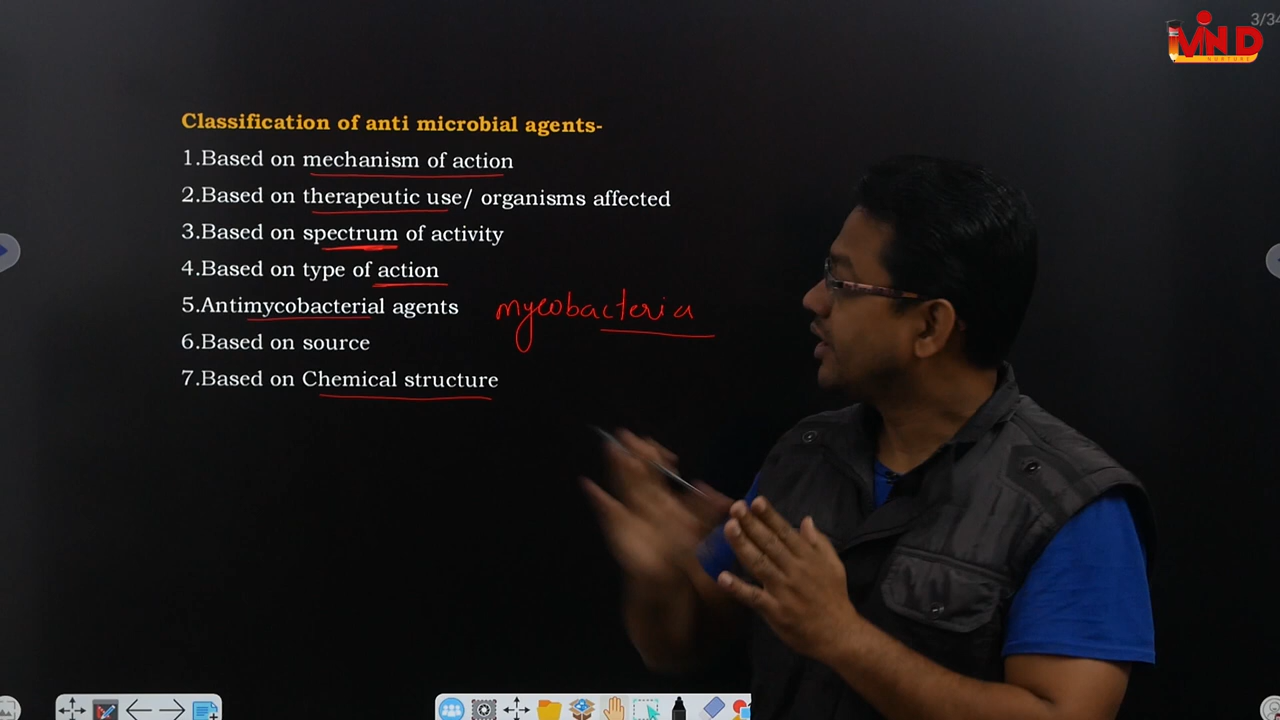 3/34
MIND
NURTURE
Classification of anti microbial agents-
1.Based on mechanism of action
2.Based on therapeutic use/ organisms affected
3.Based on spectrum of activity
4.Based on type of action
5.Antimycobacterial agents mycobacteria
6.Based on source
7.Based on Chemical structure